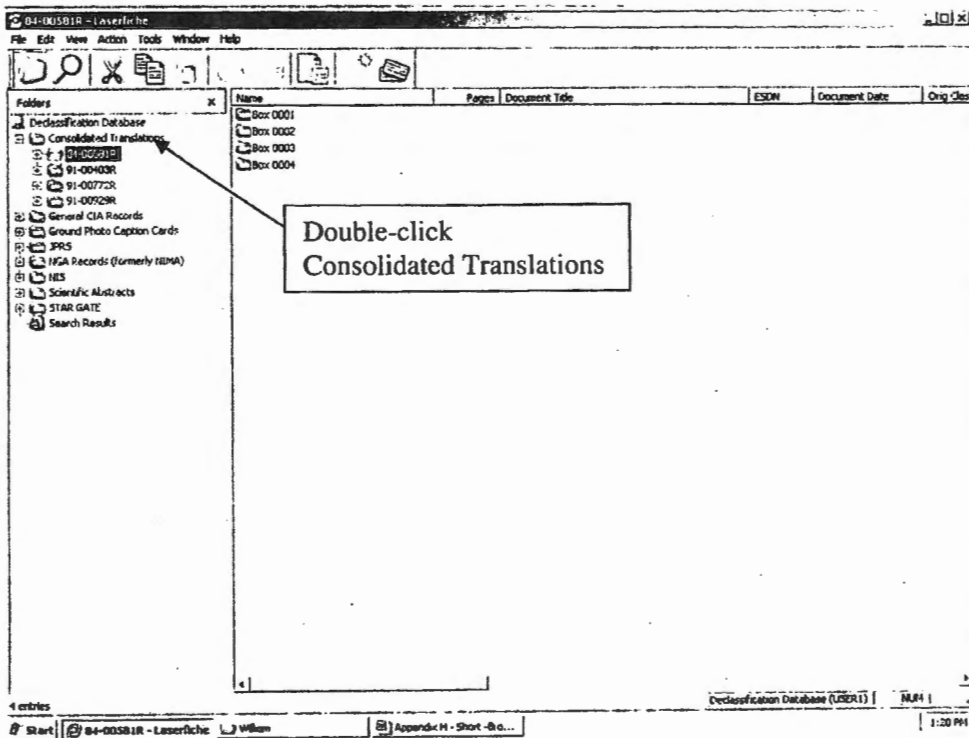 84-00581R - Laserfiche
File Edit View Action Tools Window Help
Folders x
Name Pages Document Title ESDN Document Date Orig Clas
Declassification Database
Consolidated Translations
84-00581R
91-00403R
91-00772R
91-00929R
General CIA Records
Ground Photo Caption Cards
JPRS
NGA Records (formerly NIMA)
NIS
Scientific Abstracts
STAR GATE
Search Results
Box 0001
Box 0002
Box 0003
Box 0004
Double-click
Consolidated Translations
4 entries
Declassification Database (USER1) NUM
Start 84-00581R - Laserfiche William Appendix H - Short -Bo... 1:20 PM